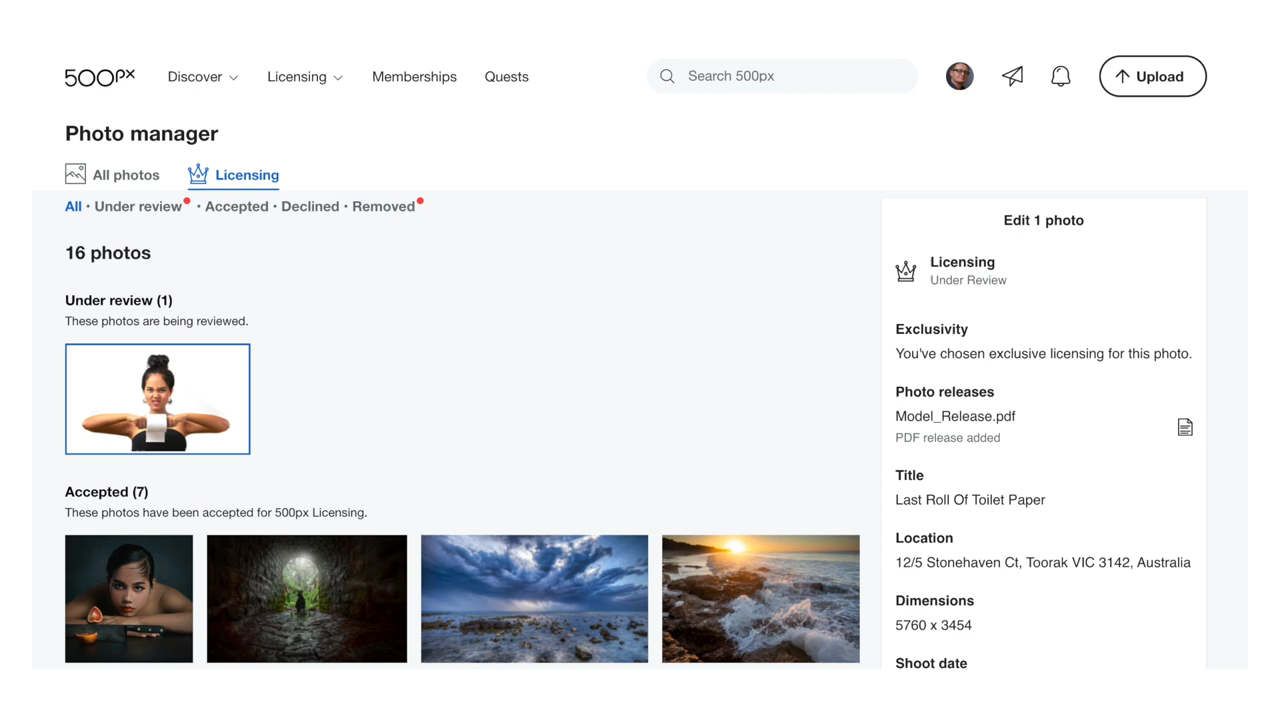 500px
Discover
Licensing
Memberships
Quests
Search 500px
Upload
Photo manager
All photos
Licensing
All • Under review • Accepted • Declined • Removed
16 photos
Under review (1)
These photos are being reviewed.
Accepted (7)
These photos have been accepted for 500px Licensing.
Edit 1 photo
Licensing
Under Review
Exclusivity
You've chosen exclusive licensing for this photo.
Photo releases
Model_Release.pdf
PDF release added
Title
Last Roll Of Toilet Paper
Location
12/5 Stonehaven Ct, Toorak VIC 3142, Australia
Dimensions
5760 x 3454
Shoot date